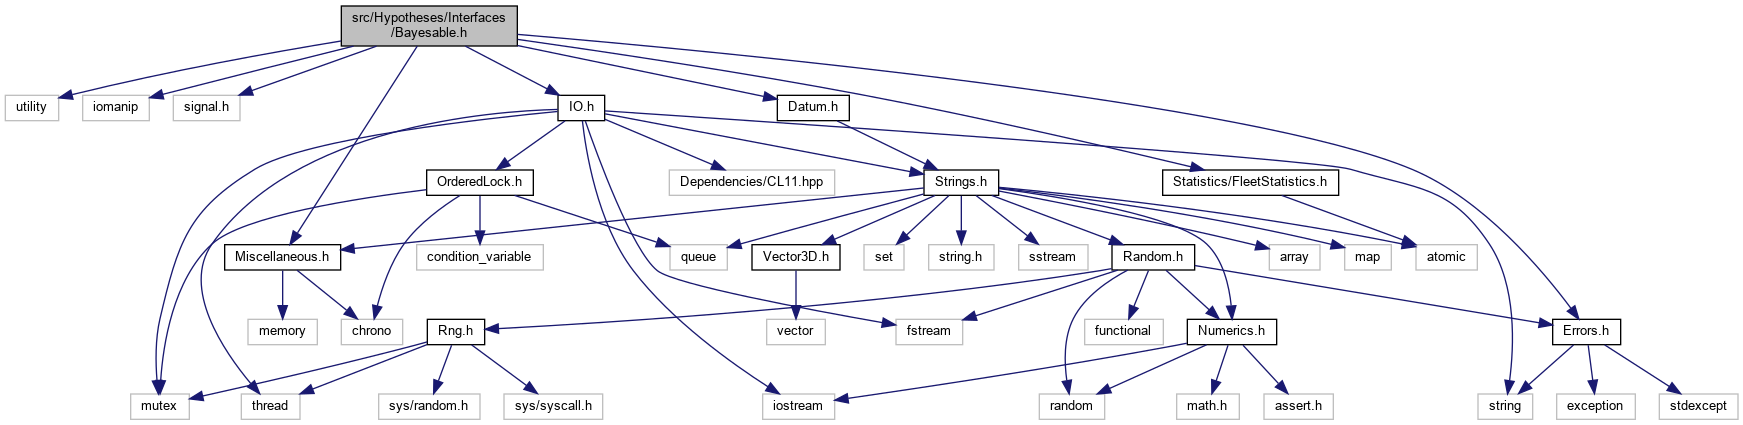 src/Hypotheses/Interfaces
/Bayesable.h
utility
iomanip
signal.h
IO.h
Datum.h
OrderedLock.h
Dependencies/CL11.hpp
Strings.h
Statistics/FleetStatistics.h
Miscellaneous.h
condition_variable
queue
Vector3D.h
set
string.h
sstream
Random.h
array
map
atomic
memory
chrono
Rng.h
vector
fstream
functional
Numerics.h
Errors.h
mutex
thread
sys/random.h
sys/syscall.h
iostream
random
math.h
assert.h
string
exception
stdexcept